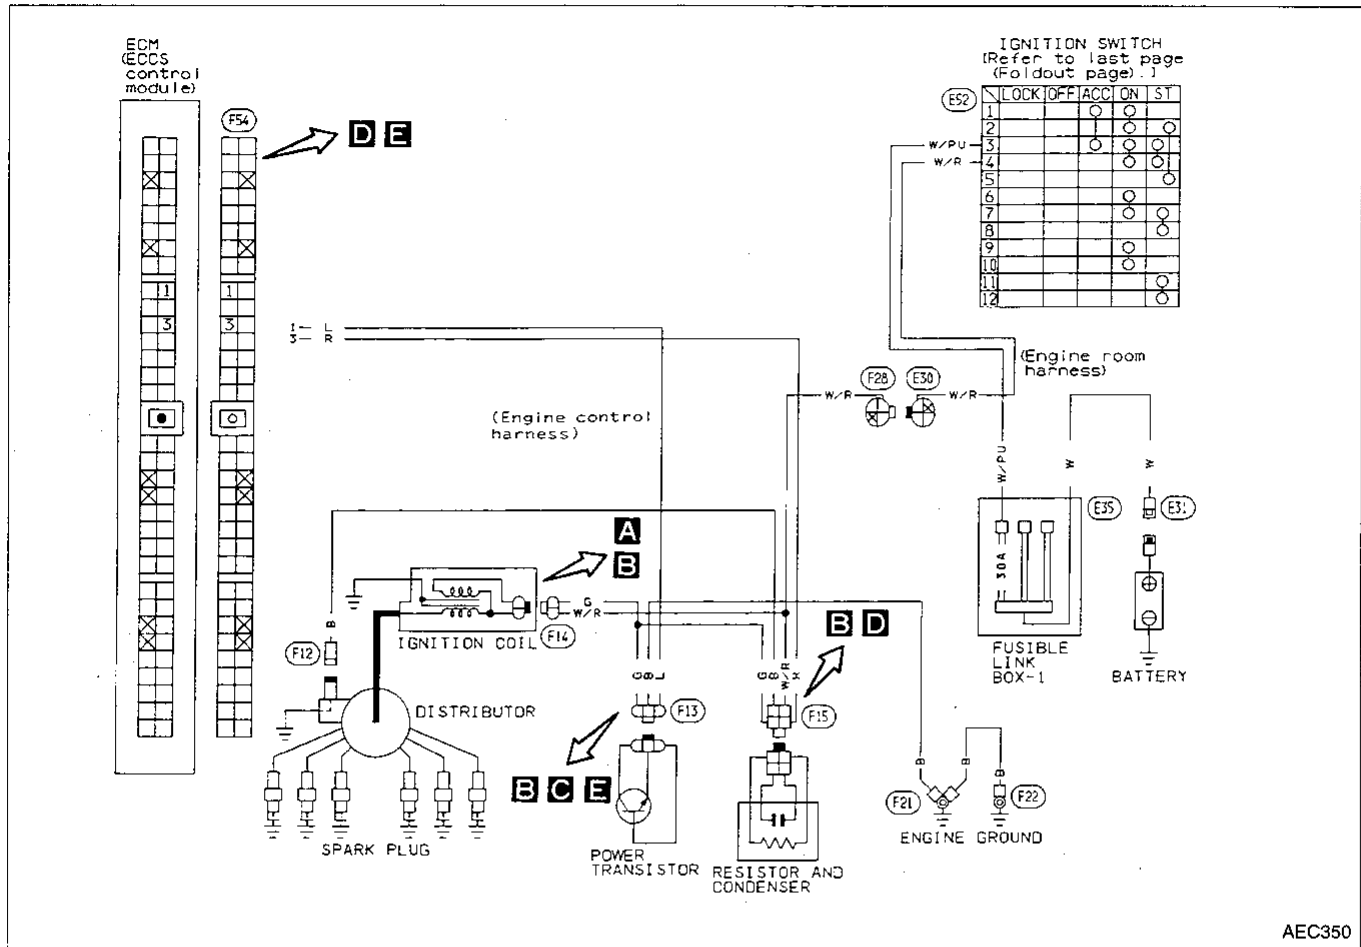 ECM
(ECCS
control
module)
F54
D E
1
3
1
3
1 L
3 R
IGNITION SWITCH
[Refer to last page
(Foldout page).]
E52
LOCK OFF ACC ON ST
1
2
3
4
5
6
7
8
9
10
11
12
W/PU
W/R
(Engine room
harness)
F28
E30
W/R
W/R
(Engine control
harness)
W/PU
W
W
E35
E31
30A
FUSIBLE
LINK
BOX-1
BATTERY
A
B
G
W/R
F14
IGNITION COIL
B
F12
B D
G
B
L
F13
G
B
W/R
F15
DISTRIBUTOR
B C E
SPARK PLUG
POWER
TRANSISTOR
RESISTOR AND
CONDENSER
B
B
B
F21
F22
ENGINE GROUND
AEC350